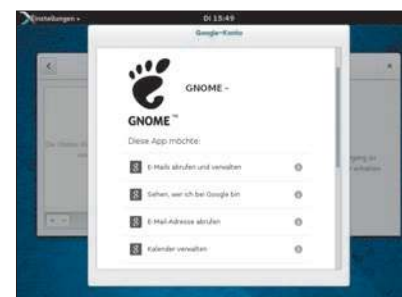 Einstellungen
Di 15:49
Google-Konto
GNOME -
GNOME™
Diese App möchte:
E-Mails abrufen und verwalten
Sehen, wer ich bei Google bin
E-Mail-Adresse abrufen
Kalender verwalten